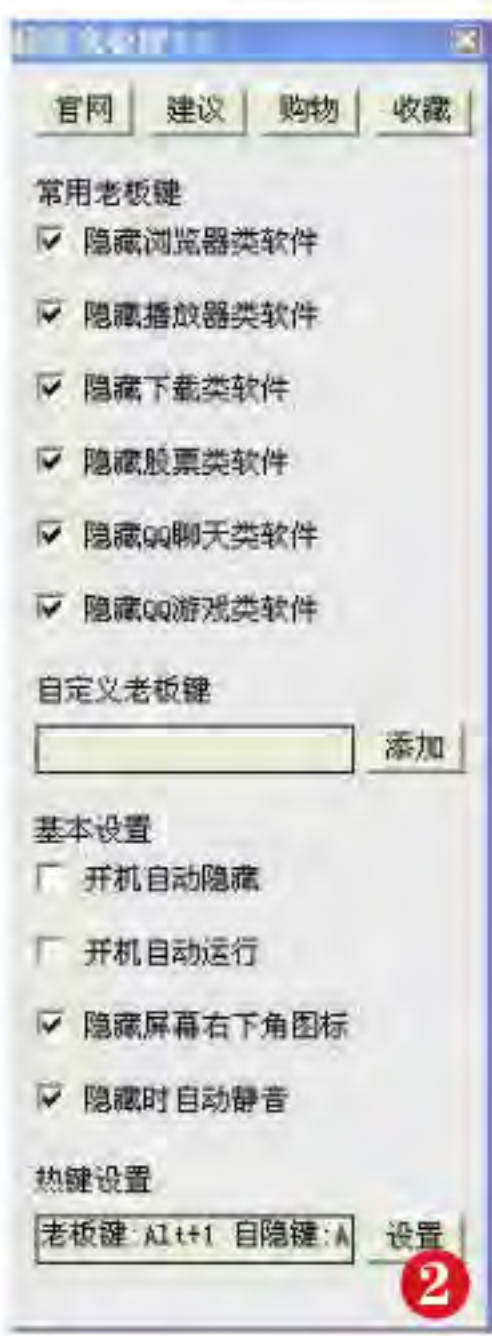 官网 建议 购物 收藏
常用老板键
隐藏浏览器类软件
隐藏播放器类软件
隐藏下载类软件
隐藏股票类软件
隐藏QQ聊天类软件
隐藏QQ游戏类软件
自定义老板键
添加
基本设置
开机自动隐藏
开机自动运行
隐藏屏幕右下角图标
隐藏时自动静音
热键设置
老板键:Alt+1 自隐键:A 设置
2